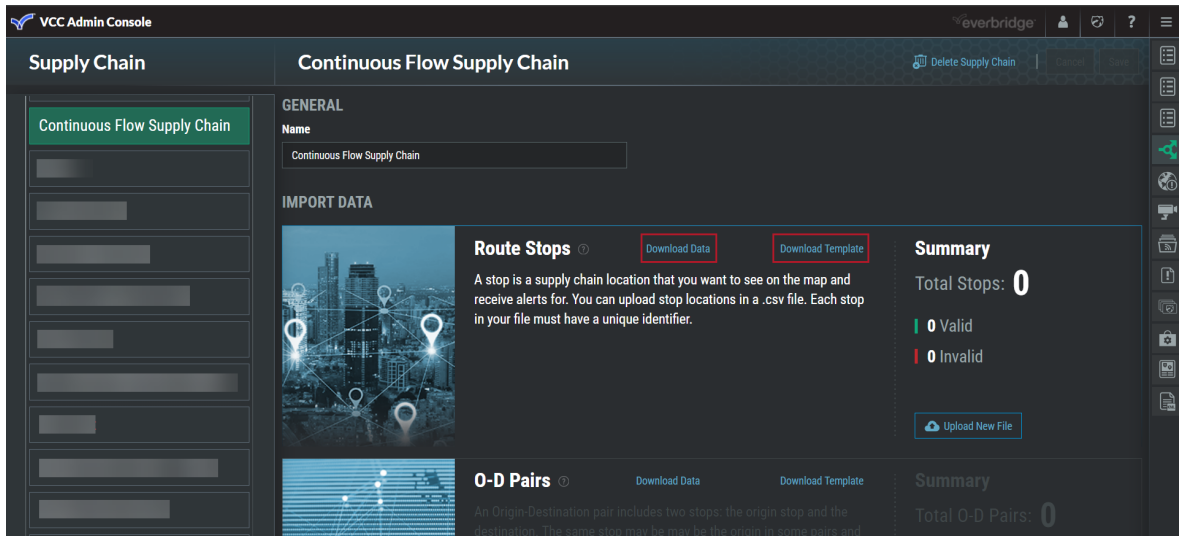 VCC Admin Console
everbridge
?
Supply Chain
Continuous Flow Supply Chain
Delete Supply Chain
Cancel
Save
Continuous Flow Supply Chain
GENERAL
Name
Continuous Flow Supply Chain
IMPORT DATA
Route Stops
Download Data
Download Template
A stop is a supply chain location that you want to see on the map and
receive alerts for. You can upload stop locations in a .csv file. Each stop
in your file must have a unique identifier.
Summary
Total Stops: 0
0 Valid
0 Invalid
Upload New File
O-D Pairs
Download Data
Download Template
An Origin-Destination pair includes two stops: the origin stop and the
destination. The same stop may be may be the origin in some pairs and
Summary
Total O-D Pairs: 0